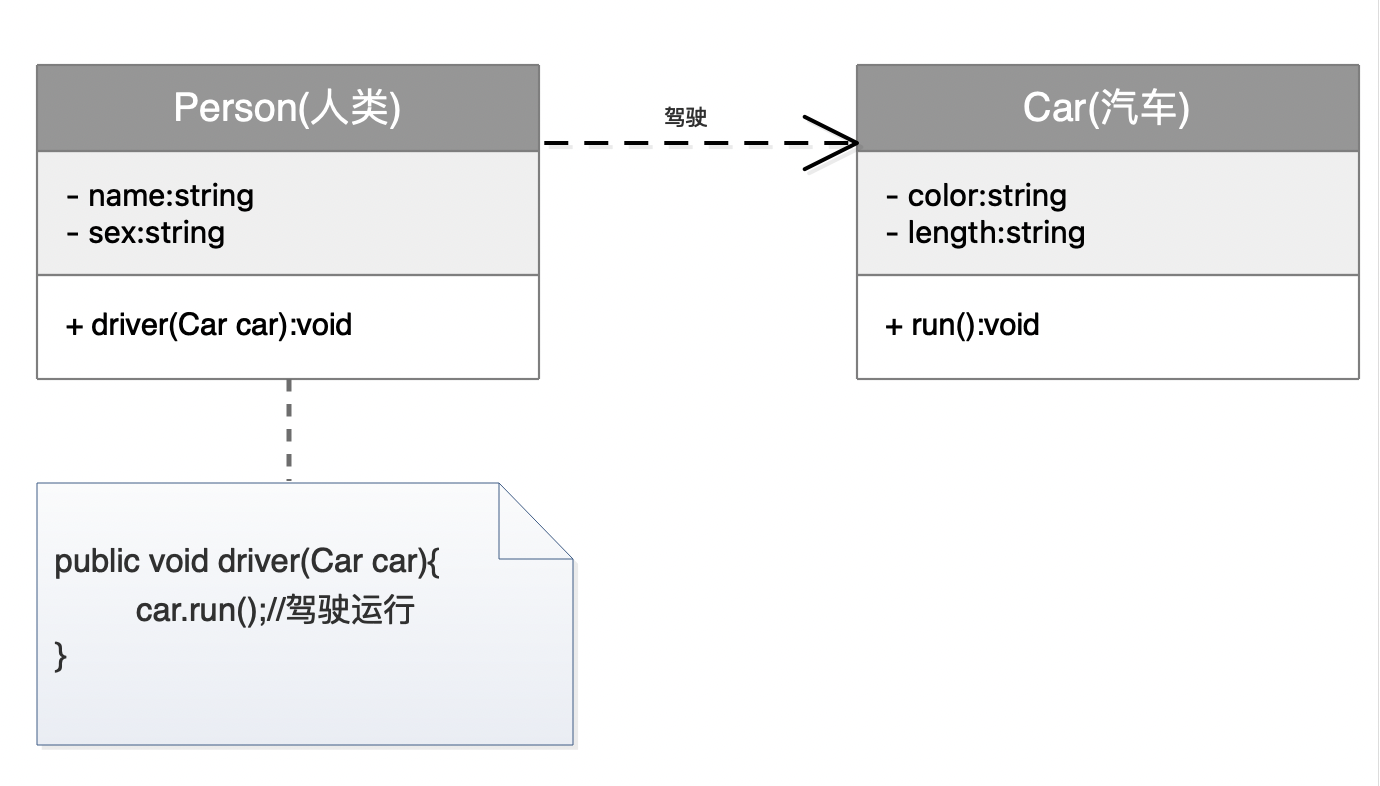 Person(人类)
- name:string
- sex:string
+ driver(Car car):void
驾驶
Car(汽车)
- color:string
- length:string
+ run():void
public void driver(Car car){
car.run();//驾驶运行
}